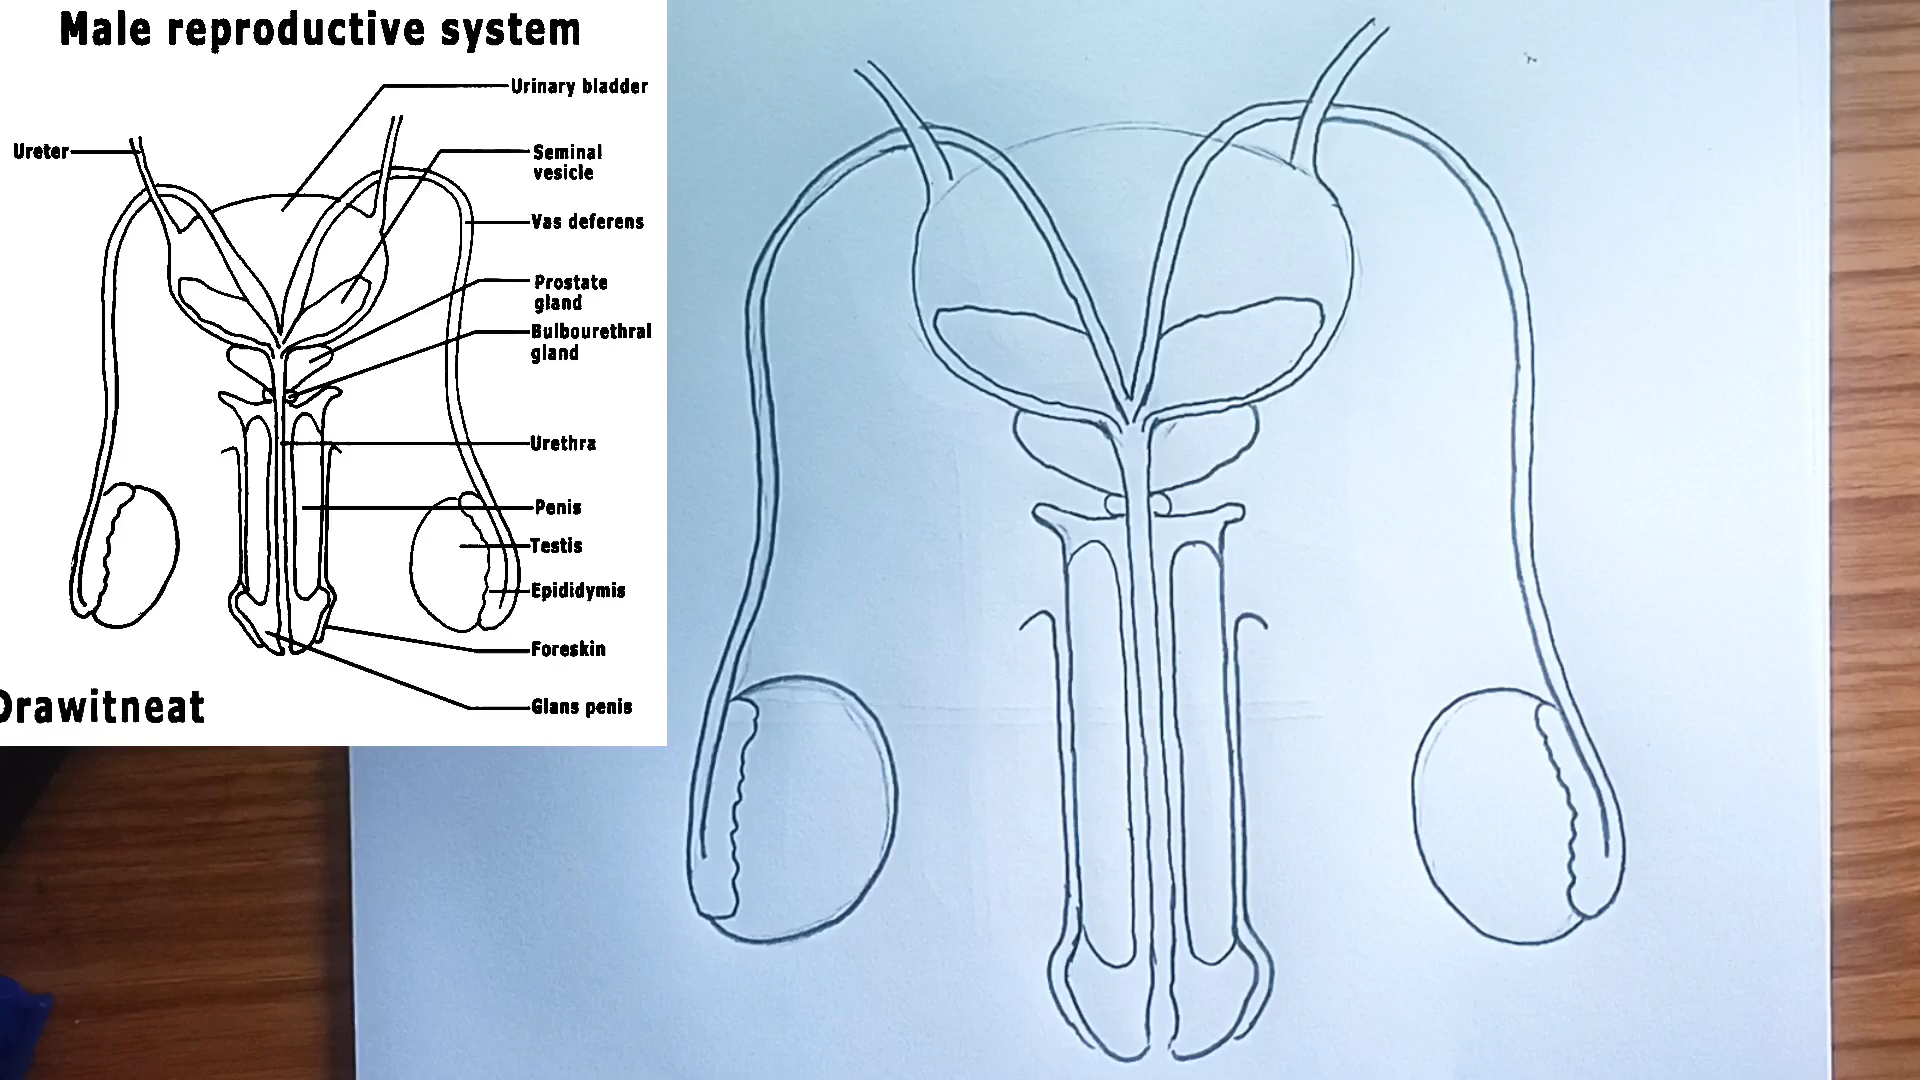 Male reproductive system
Urinary bladder
Ureter
Seminal
vesicle
Vas deferens
Prostate
gland
Bulbourethral
gland
Urethra
Penis
Testis
Epididymis
Foreskin
Glans penis
Drawitneat